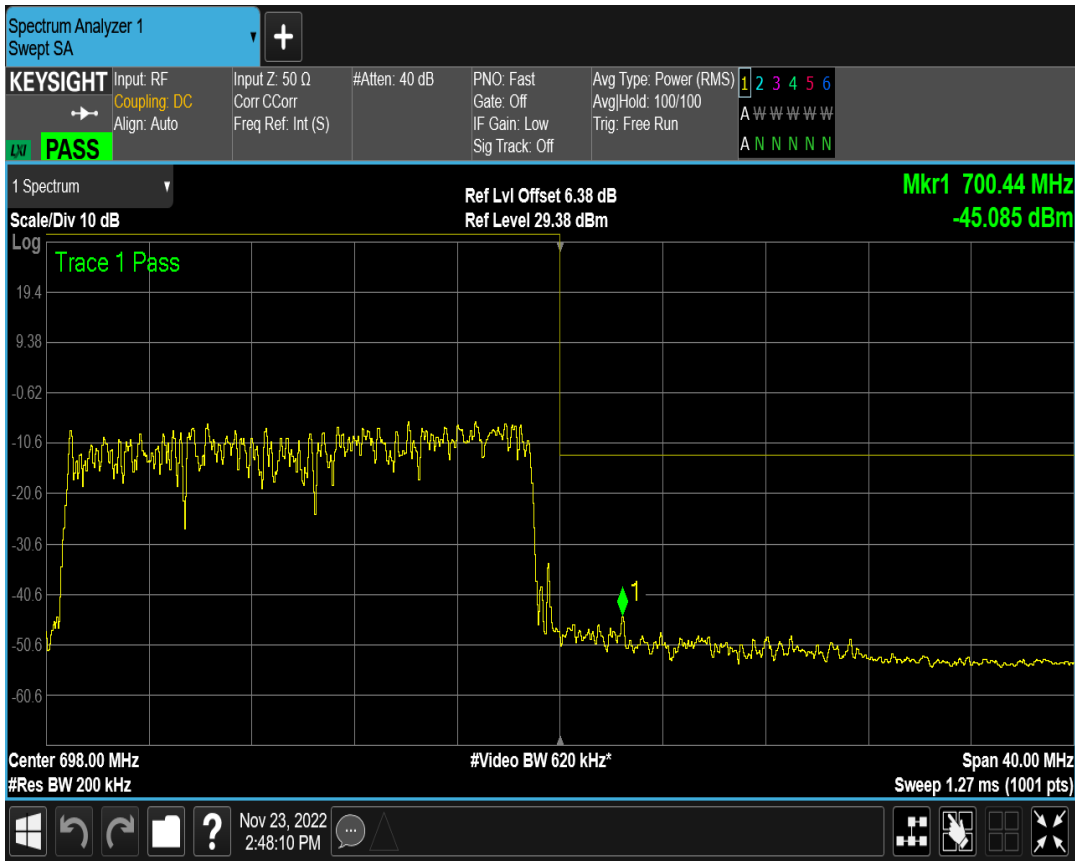 Spectrum Analyzer 1
Swept SA
KEYSIGHT
LXI
PASS
Input: RF
Coupling: DC
Align: Auto
Input Z: 50 Ω
Corr CCorr
Freq Ref: Int (S)
#Atten: 40 dB
PNO: Fast
Gate: Off
IF Gain: Low
Sig Track: Off
Avg Type: Power (RMS)
Avg|Hold: 100/100
Trig: Free Run
1 2 3 4 5 6
A W W W W W
A N N N N N
1 Spectrum
Scale/Div 10 dB
Ref Lvl Offset 6.38 dB
Ref Level 29.38 dBm
Mkr1 700.44 MHz
-45.085 dBm
Log
Trace 1 Pass
19.4
9.38
-0.62
-10.6
-20.6
-30.6
-40.6
-50.6
-60.6
1
Center 698.00 MHz
#Res BW 200 kHz
#Video BW 620 kHz*
Span 40.00 MHz
Sweep 1.27 ms (1001 pts)
?
Nov 23, 2022
2:48:10 PM